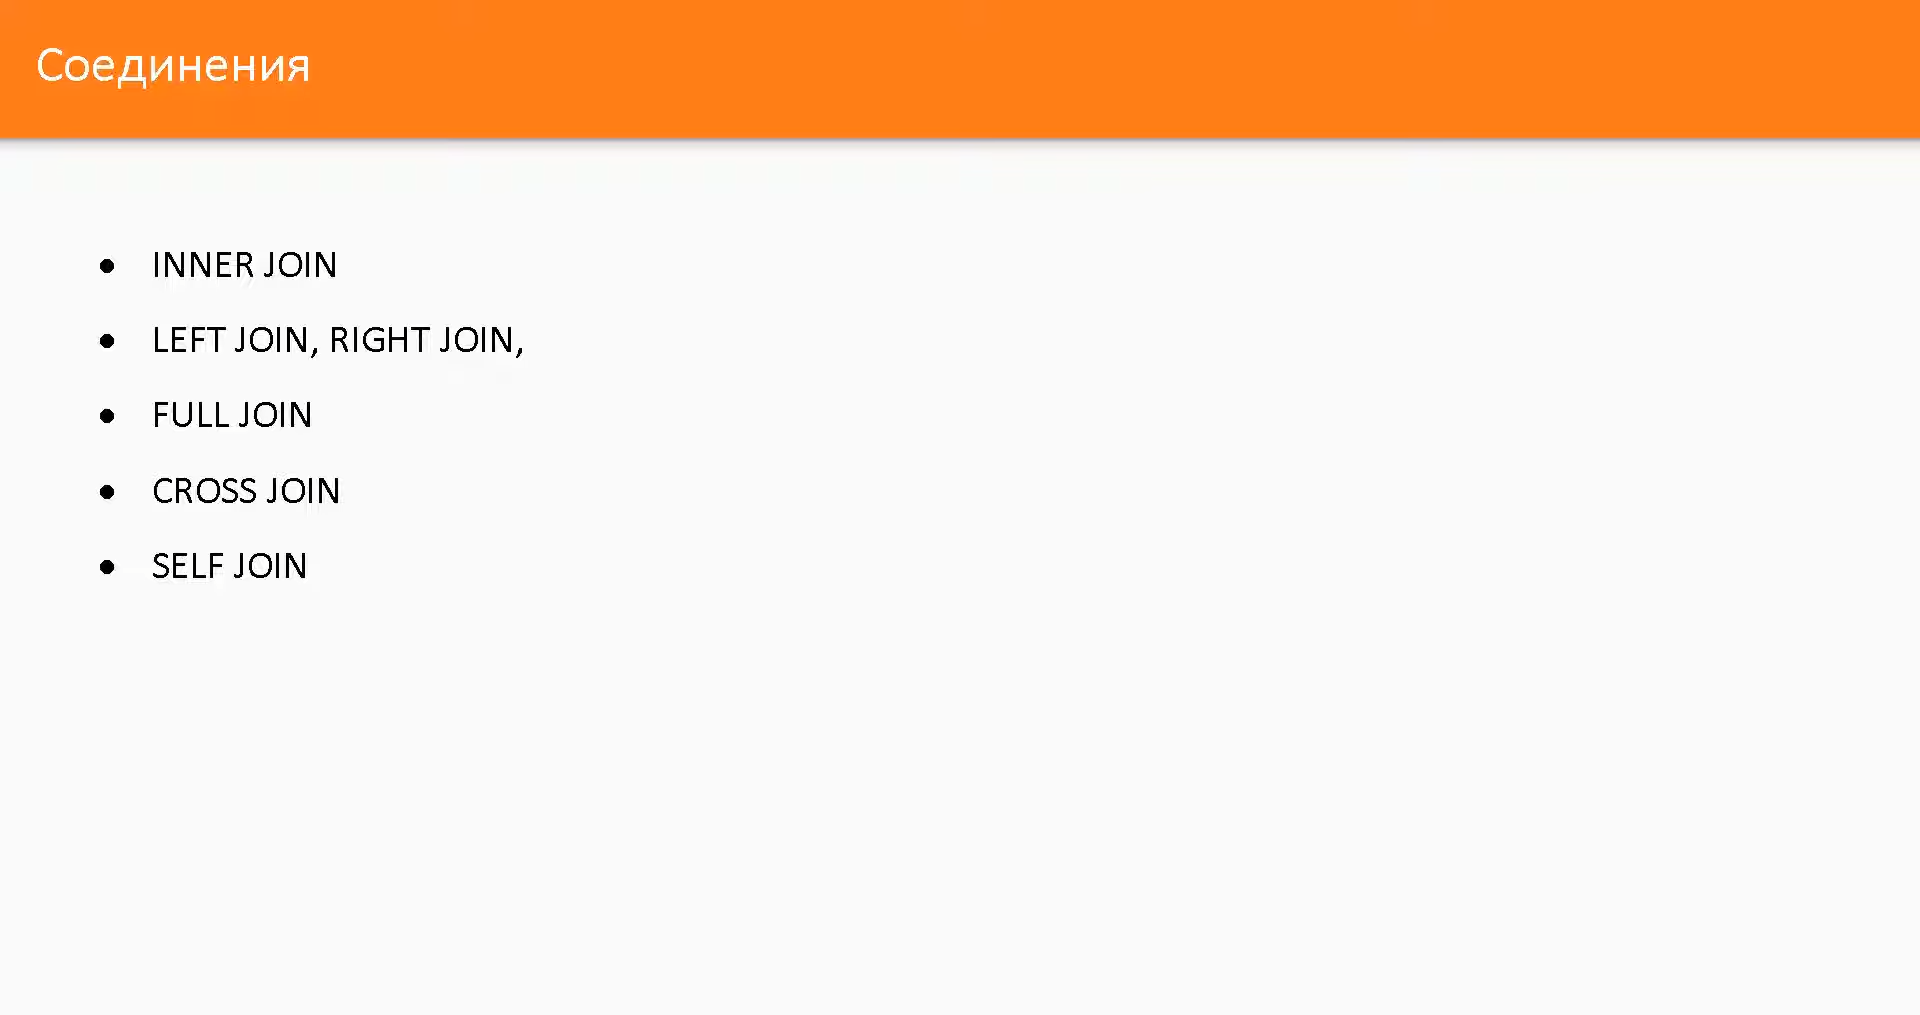 Соединения
● INNER JOIN
● LEFT JOIN, RIGHT JOIN,
● FULL JOIN
● CROSS JOIN
● SELF JOIN